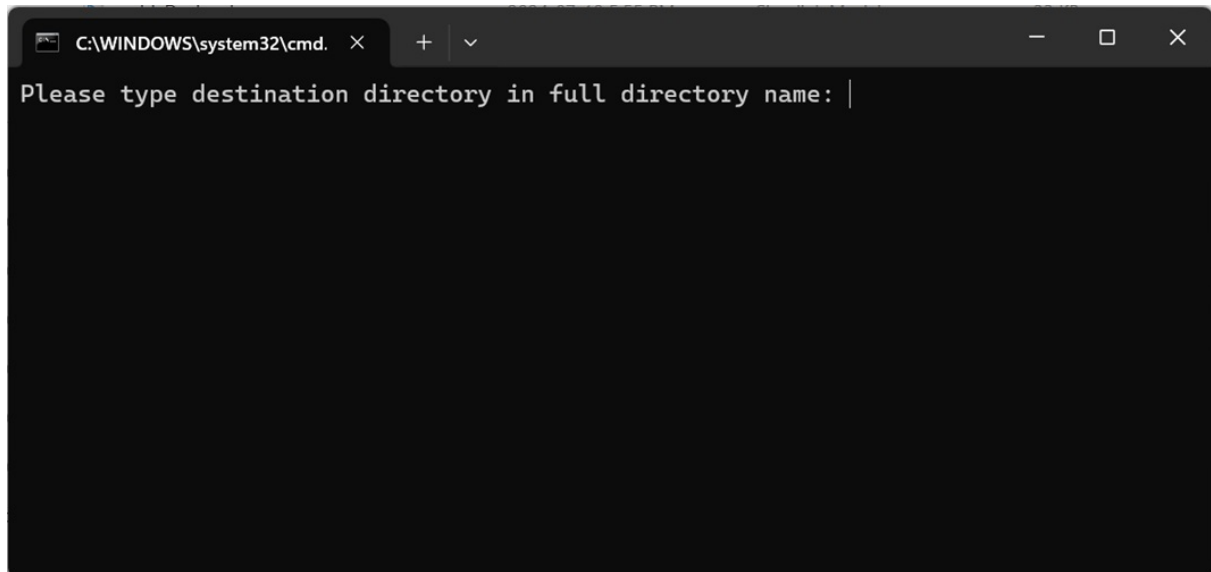 C:\WINDOWS\system32\cmd.
Please type destination directory in full directory name: